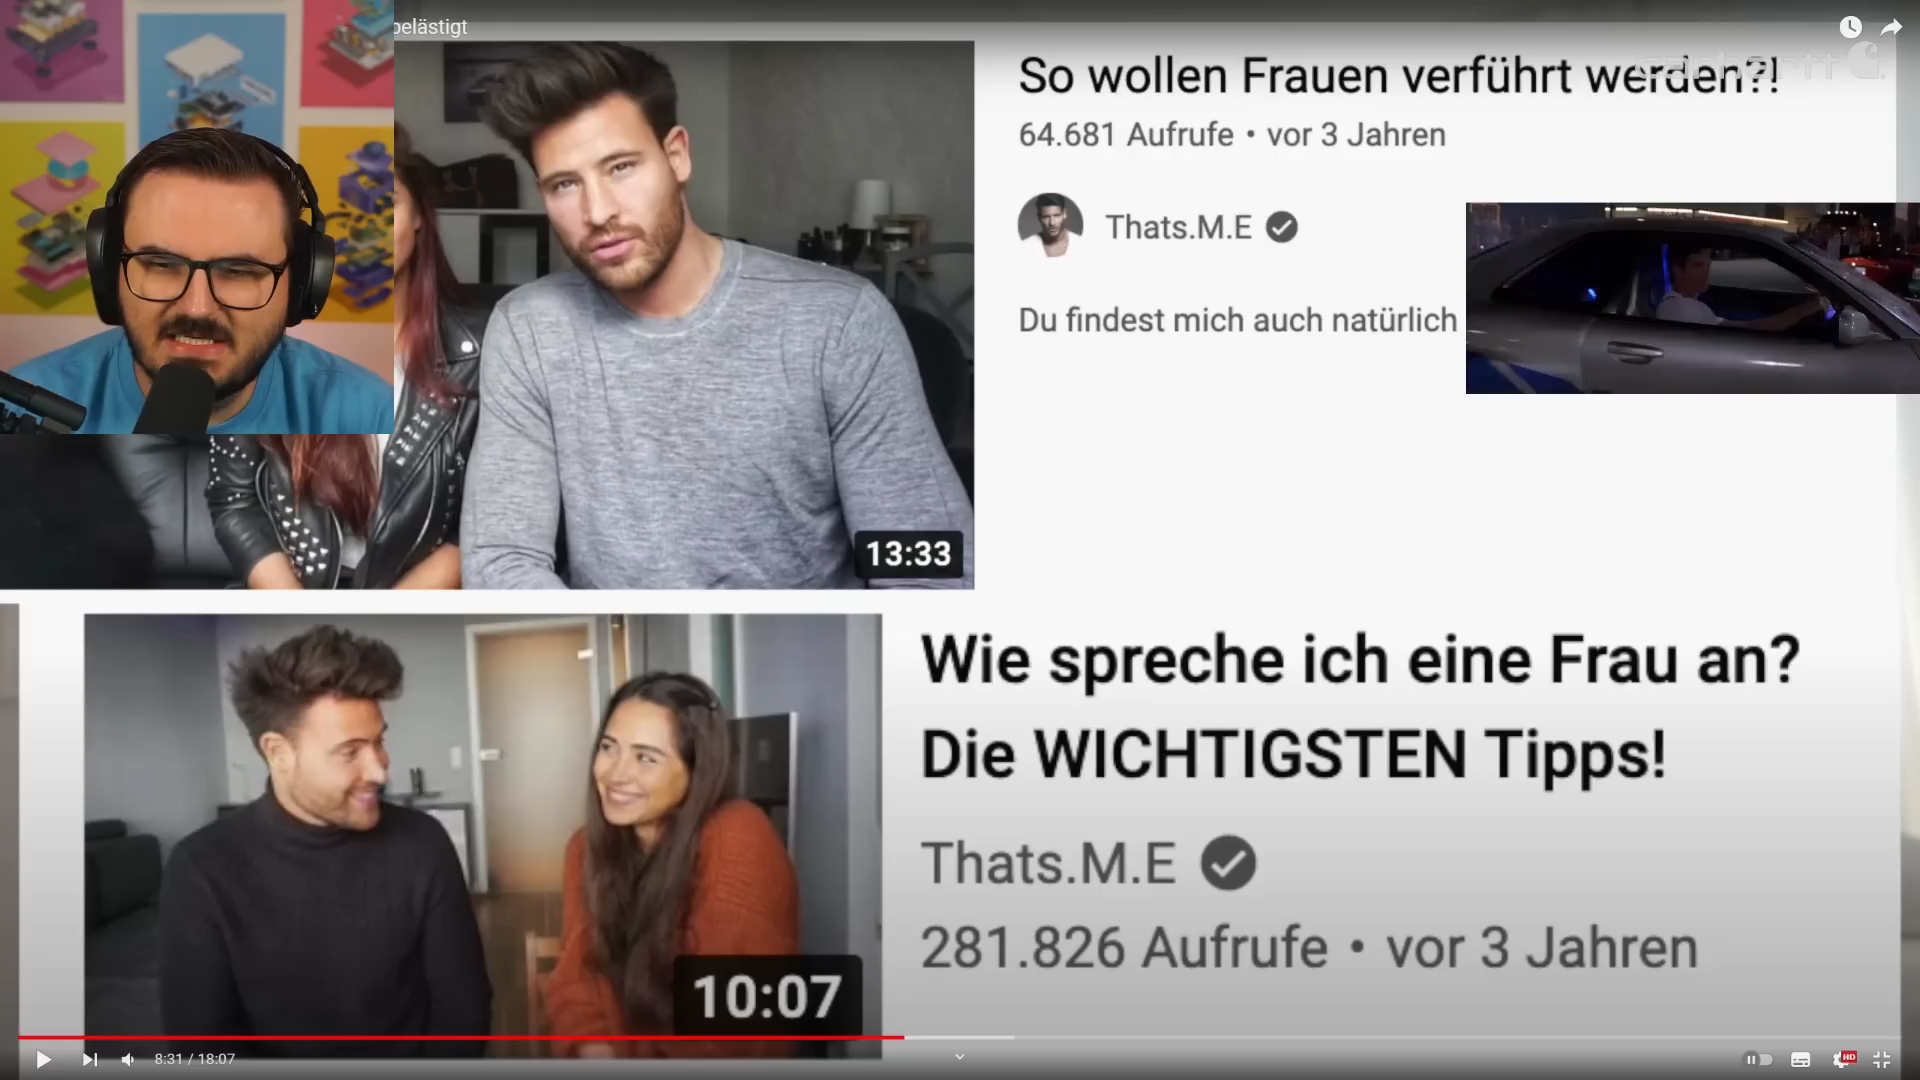 belästigt
So wollen Frauen verführt werden?!
carhartt
64.681 Aufrufe • vor 3 Jahren
Thats.M.E
Du findest mich auch natürlich
13:33
Wie spreche ich eine Frau an?
Die WICHTIGSTEN Tipps!
Thats.M.E
281.826 Aufrufe • vor 3 Jahren
10:07
8:31 / 18:07
HD